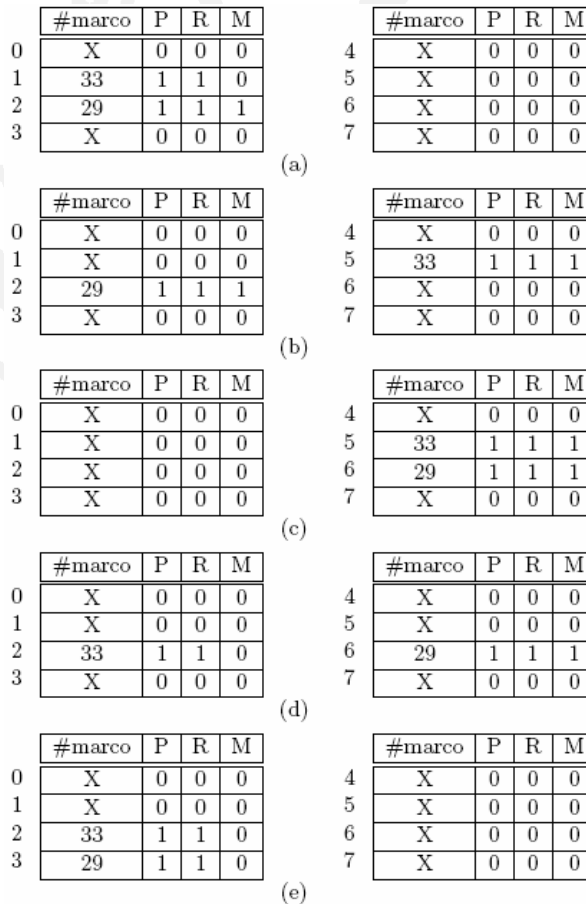 #marco P R M #marco P R M
0 X 0 0 0 4 X 0 0 0
1 33 1 1 0 5 X 0 0 0
2 29 1 1 1 6 X 0 0 0
3 X 0 0 0 7 X 0 0 0
(a)
#marco P R M #marco P R M
0 X 0 0 0 4 X 0 0 0
1 X 0 0 0 5 33 1 1 1
2 29 1 1 1 6 X 0 0 0
3 X 0 0 0 7 X 0 0 0
(b)
#marco P R M #marco P R M
0 X 0 0 0 4 X 0 0 0
1 X 0 0 0 5 33 1 1 1
2 X 0 0 0 6 29 1 1 1
3 X 0 0 0 7 X 0 0 0
(c)
#marco P R M #marco P R M
0 X 0 0 0 4 X 0 0 0
1 X 0 0 0 5 X 0 0 0
2 33 1 1 0 6 29 1 1 1
3 X 0 0 0 7 X 0 0 0
(d)
#marco P R M #marco P R M
0 X 0 0 0 4 X 0 0 0
1 X 0 0 0 5 X 0 0 0
2 33 1 1 0 6 X 0 0 0
3 29 1 1 0 7 X 0 0 0
(e)